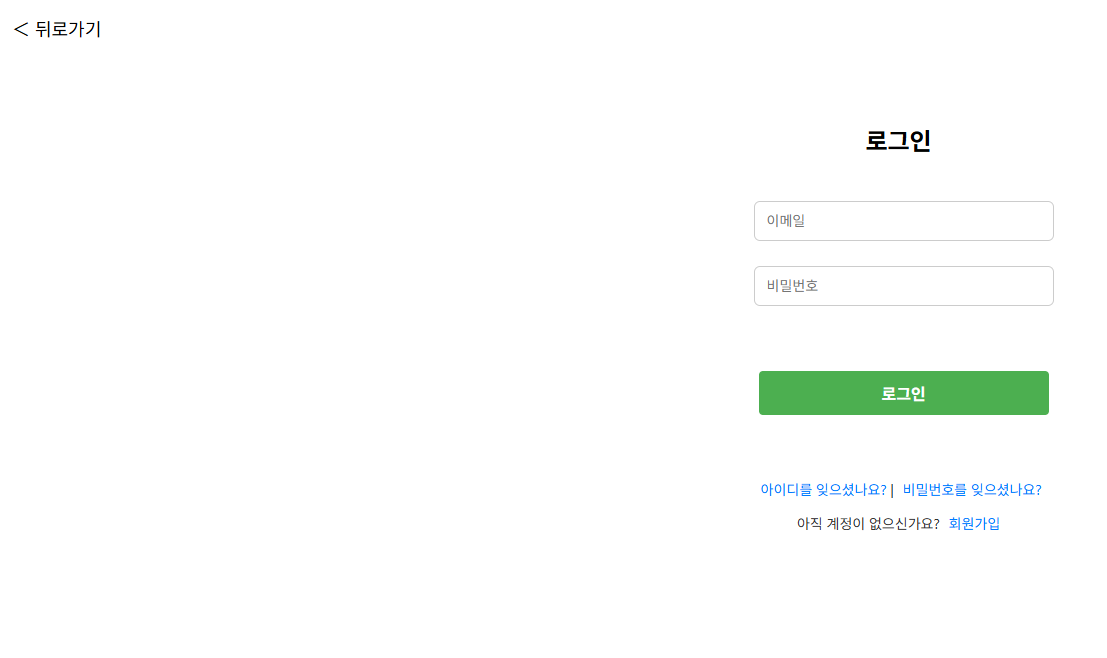 < 뒤로가기
로그인
이메일
비밀번호
로그인
아이디를 잊으셨나요? | 비밀번호를 잊으셨나요?
아직 계정이 없으신가요? 회원가입